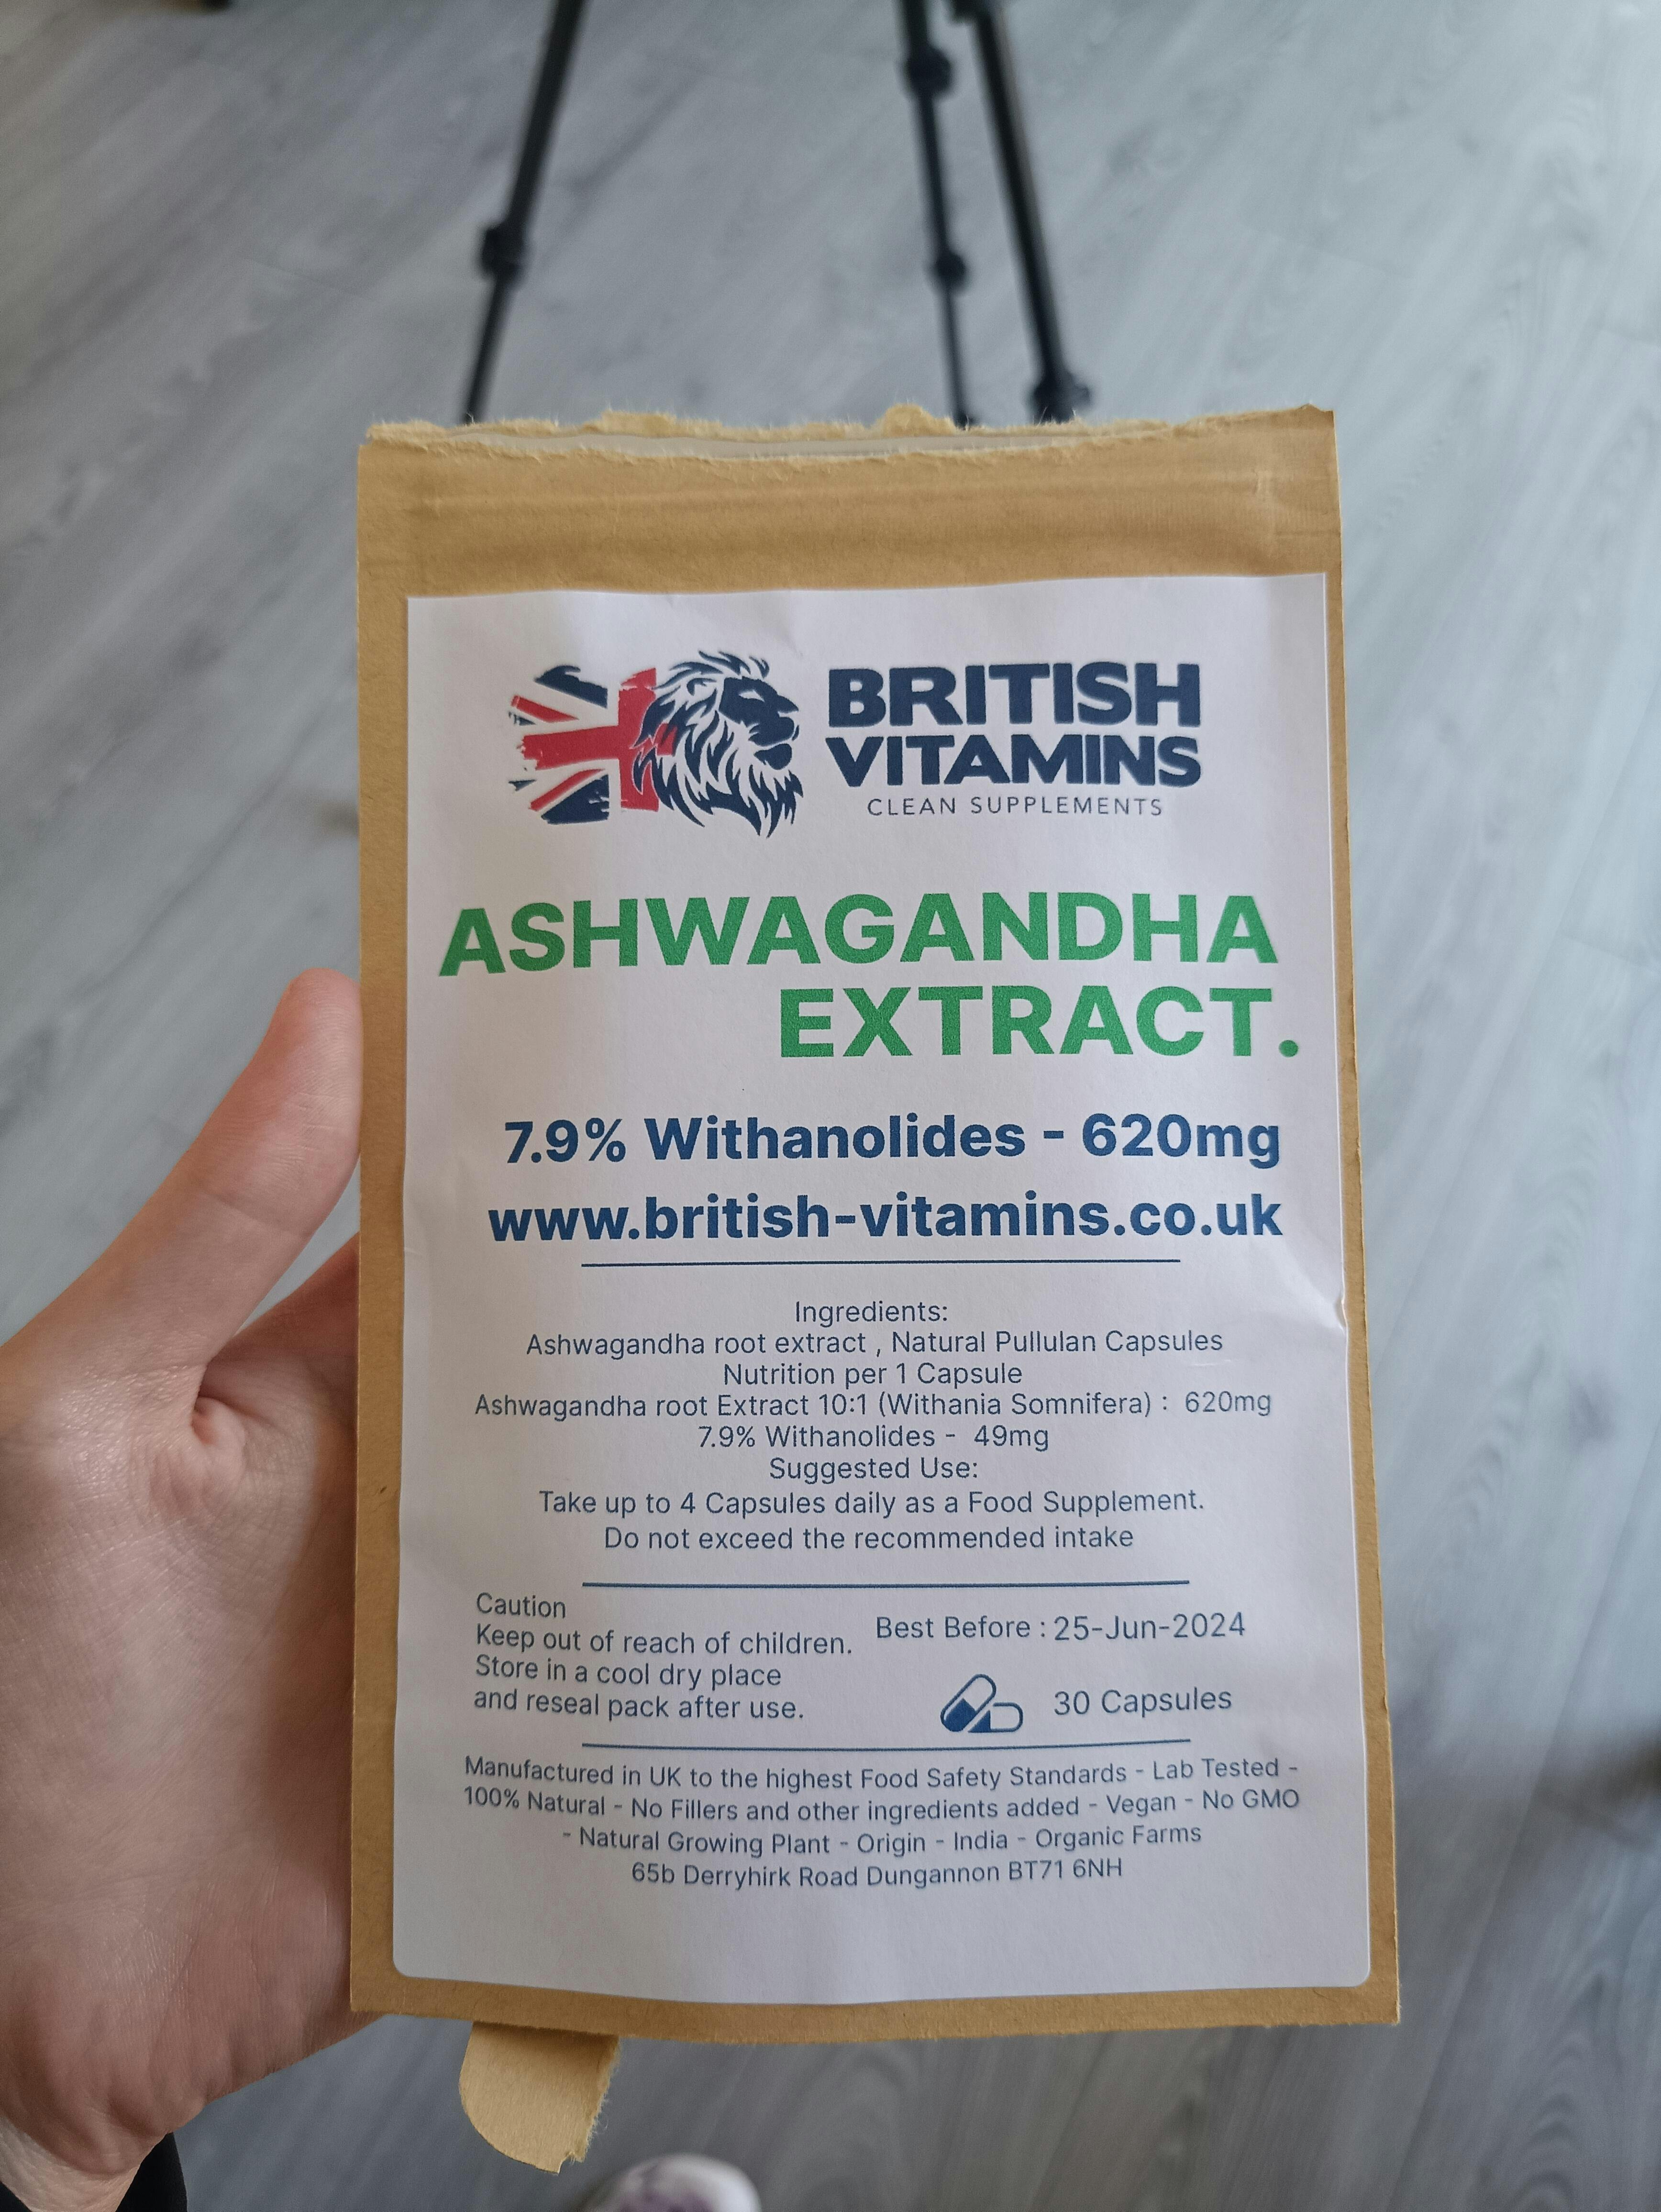 BRITISH
VITAMINS
CLEAN SUPPLEMENTS
ASHWAGANDHA
EXTRACT.
7.9% Withanolides - 620mg
www.british-vitamins.co.uk
Ingredients:
Ashwagandha root extract , Natural Pullulan Capsules
Nutrition per 1 Capsule
Ashwagandha root Extract 10:1 (Withania Somnifera) : 620mg
7.9% Withanolides - 49mg
Suggested Use:
Take up to 4 Capsules daily as a Food Supplement.
Do not exceed the recommended intake
Caution
Keep out of reach of children.
Store in a cool dry place
and reseal pack after use.
Best Before : 25-Jun-2024
30 Capsules
Manufactured in UK to the highest Food Safety Standards - Lab Tested -
100% Natural - No Fillers and other ingredients added - Vegan - No GMO
- Natural Growing Plant - Origin - India - Organic Farms
65b Derryhirk Road Dungannon BT71 6NH